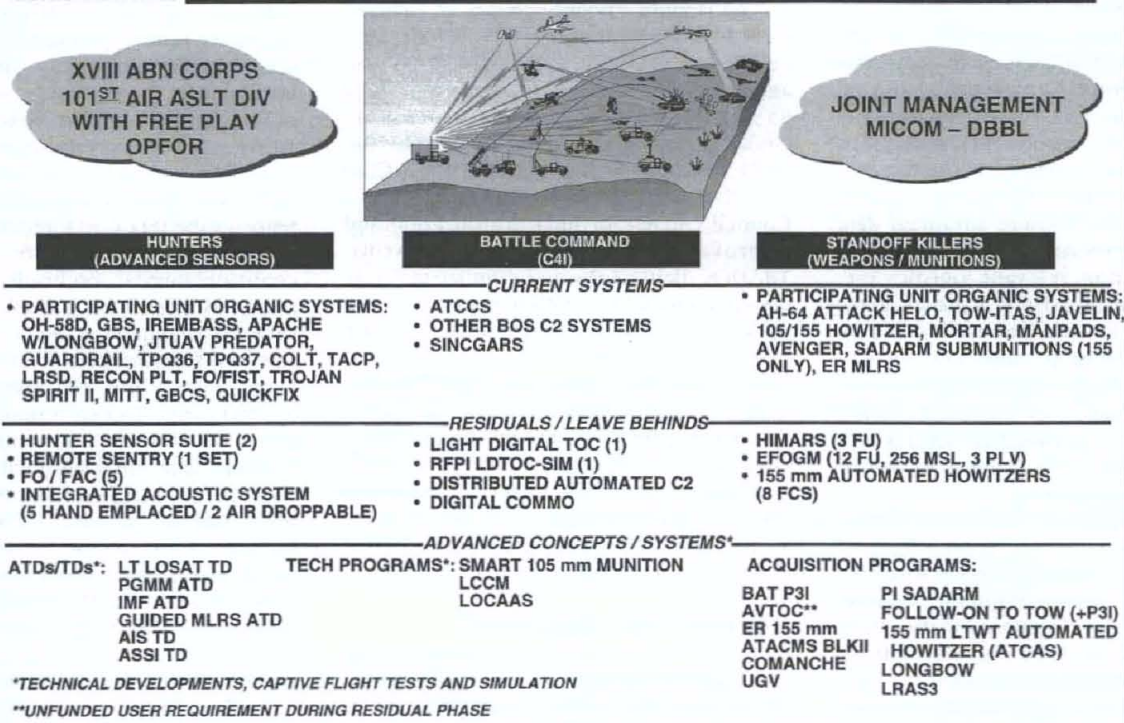 XVIII ABN CORPS
101ST AIR ASLT DIV
WITH FREE PLAY
OPFOR
JOINT MANAGEMENT
MICOM – DBBL
HUNTERS
(ADVANCED SENSORS)
BATTLE COMMAND
(C4I)
STANDOFF KILLERS
(WEAPONS / MUNITIONS)
CURRENT SYSTEMS
• PARTICIPATING UNIT ORGANIC SYSTEMS:
OH-58D, GBS, IREMBASS, APACHE
W/LONGBOW, JTUAV PREDATOR,
GUARDRAIL, TPQ36, TPQ37, COLT, TACP,
LRSD, RECON PLT, FO/FIST, TROJAN
SPIRIT II, MITT, GBCS, QUICKFIX
• ATCCS
• OTHER BOS C2 SYSTEMS
• SINCGARS
• PARTICIPATING UNIT ORGANIC SYSTEMS:
AH-64 ATTACK HELO, TOW-ITAS, JAVELIN,
105/155 HOWITZER, MORTAR, MANPADS,
AVENGER, SADARM SUBMUNITIONS (155
ONLY), ER MLRS
RESIDUALS / LEAVE BEHINDS
• HUNTER SENSOR SUITE (2)
• REMOTE SENTRY (1 SET)
• FO / FAC (5)
• INTEGRATED ACOUSTIC SYSTEM
(5 HAND EMPLACED / 2 AIR DROPPABLE)
• LIGHT DIGITAL TOC (1)
• RFPI LDTOC-SIM (1)
• DISTRIBUTED AUTOMATED C2
• DIGITAL COMMO
• HIMARS (3 FU)
• EFOGM (12 FU, 256 MSL, 3 PLV)
• 155 mm AUTOMATED HOWITZERS
(8 FCS)
ADVANCED CONCEPTS / SYSTEMS*
ATDs/TDs*: LT LOSAT TD
PGMM ATD
IMF ATD
GUIDED MLRS ATD
AIS TD
ASSI TD
TECH PROGRAMS*: SMART 105 mm MUNITION
LCCM
LOCAAS
ACQUISITION PROGRAMS:
BAT P3I
AVTOC**
ER 155 mm
ATACMS BLKII
COMANCHE
UGV
PI SADARM
FOLLOW-ON TO TOW (+P3I)
155 mm LTWT AUTOMATED
HOWITZER (ATCAS)
LONGBOW
LRAS3
*TECHNICAL DEVELOPMENTS, CAPTIVE FLIGHT TESTS AND SIMULATION
**UNFUNDED USER REQUIREMENT DURING RESIDUAL PHASE